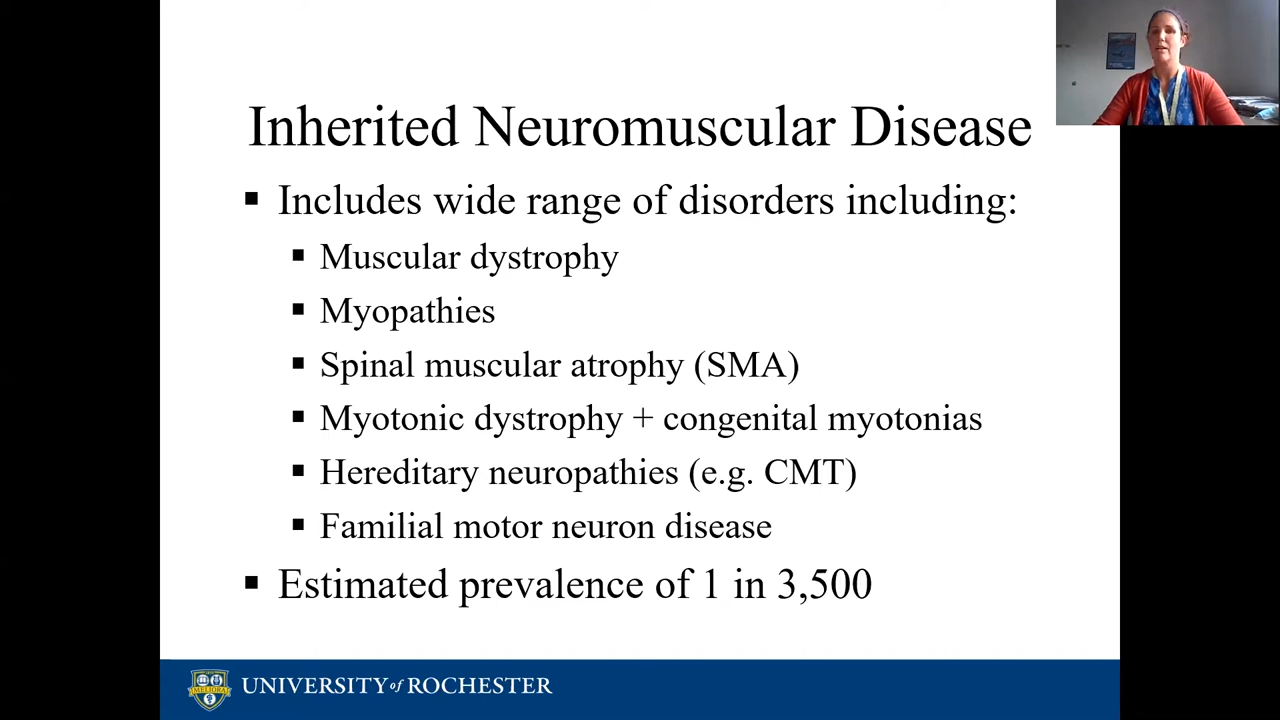 Inherited Neuromuscular Disease
▪ Includes wide range of disorders including:
▪ Muscular dystrophy
▪ Myopathies
▪ Spinal muscular atrophy (SMA)
▪ Myotonic dystrophy + congenital myotonias
▪ Hereditary neuropathies (e.g. CMT)
▪ Familial motor neuron disease
▪ Estimated prevalence of 1 in 3,500
MELIORA
UNIVERSITY of ROCHESTER